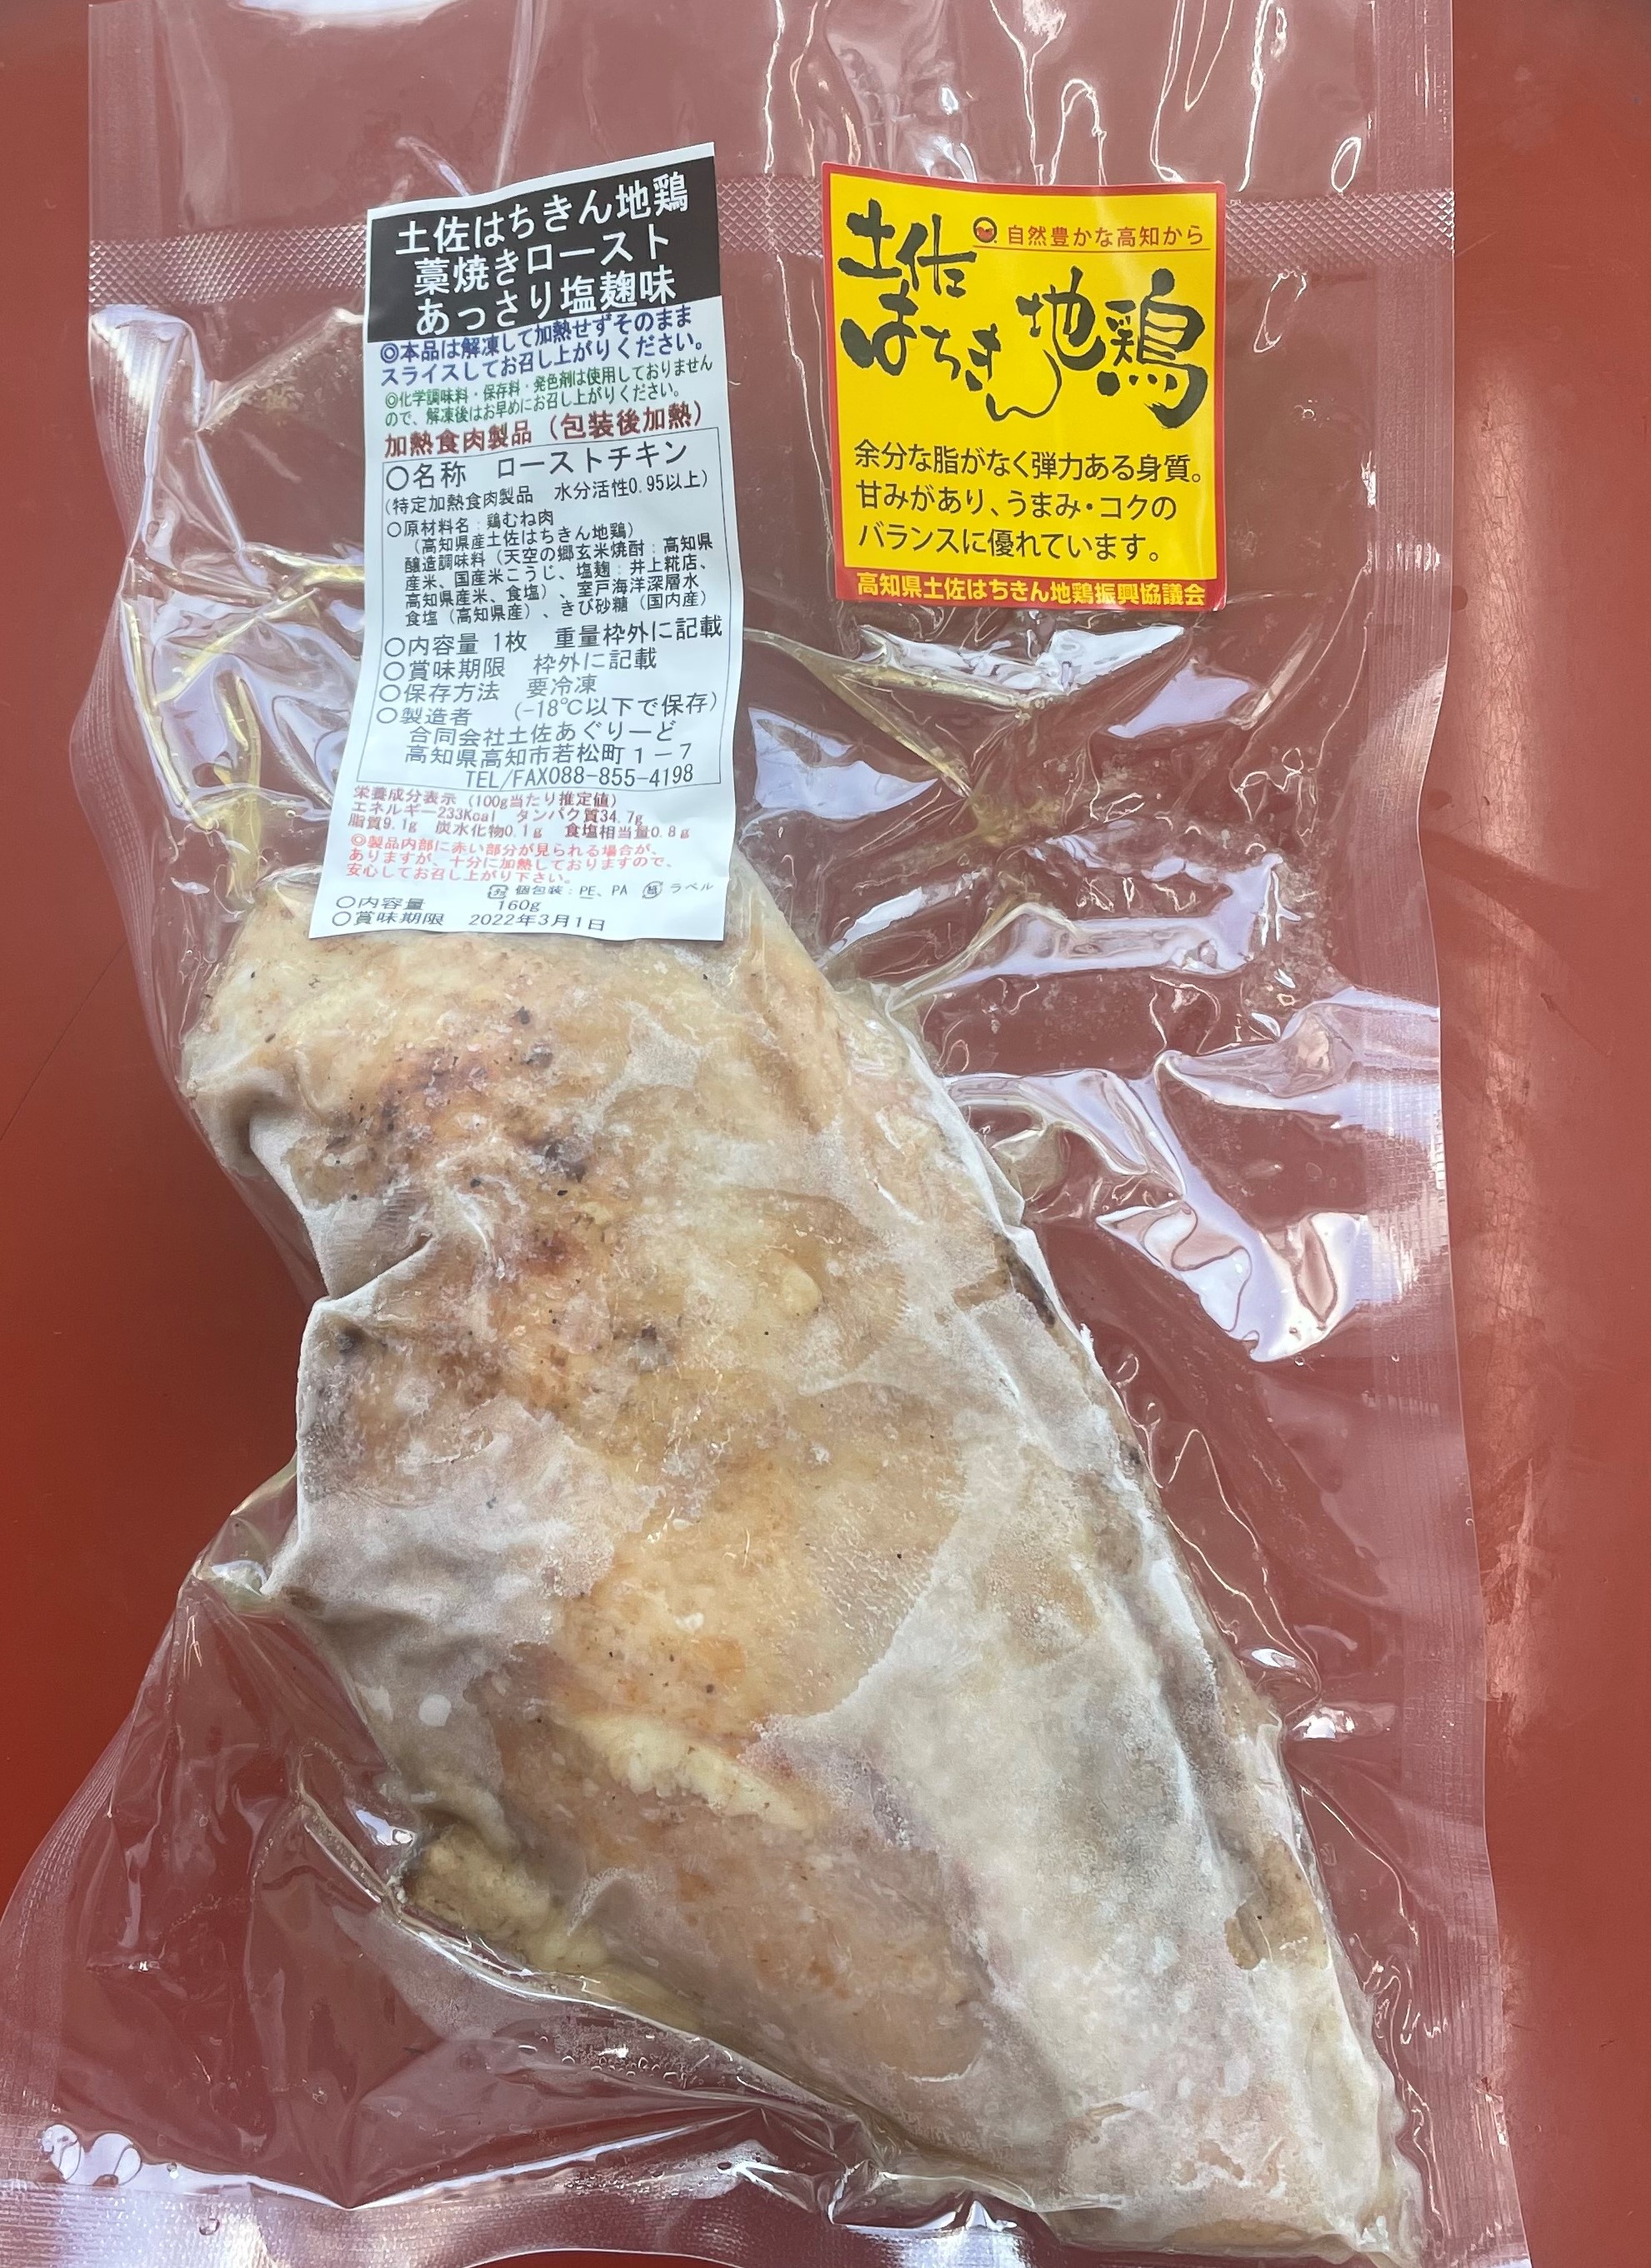 土佐はちきん地鶏
藁焼きロースト
あっさり塩麹味
◎本品は解凍して加熱せずそのまま
スライスしてお召し上がりください。
◎化学調味料・保存料・発色剤は使用しておりません
ので、解凍後はお早めにお召し上がりください。
加熱食肉製品（包装後加熱）
○名称　ローストチキン
（特定加熱食肉製品　水分活性0.95以上）
○原材料名：鶏むね肉
（高知県産土佐はちきん地鶏）
醸造調味料（天空の郷玄米焼酎：高知県
産米、国産米こうじ、塩麹：井上糀店、
高知県産米、食塩）、室戸海洋深層水
食塩（高知県産）、きび砂糖（国内産）
○内容量 1枚　重量枠外に記載
○賞味期限　枠外に記載
○保存方法　要冷凍
（-18℃以下で保存）
○製造者
合同会社土佐あぐりーど
高知県高知市若松町１−７
TEL/FAX088-855-4198
栄養成分表示（100g当たり推定値）
エネルギー233Kcal　タンパク質34.7g
脂質9.1g　炭水化物0.1g　食塩相当量0.8g
◎製品内部に赤い部分が見られる場合が、
ありますが、十分に加熱しておりますので、
安心してお召し上がり下さい。
プラ 個包装：PE、PA 紙 ラベル
○内容量　160g
○賞味期限　2022年3月1日
自然豊かな高知から
土佐
はちきん地鶏
余分な脂がなく弾力ある身質。
甘みがあり、うまみ・コクの
バランスに優れています。
高知県土佐はちきん地鶏振興協議会